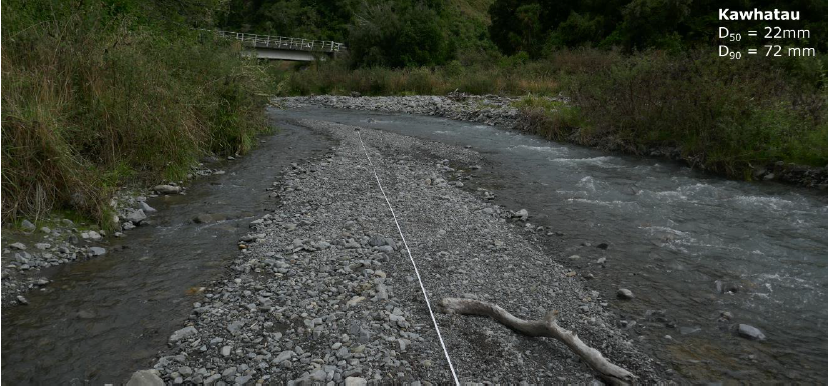 Kawhatau
D₅₀ = 22mm
D₉₀ = 72 mm